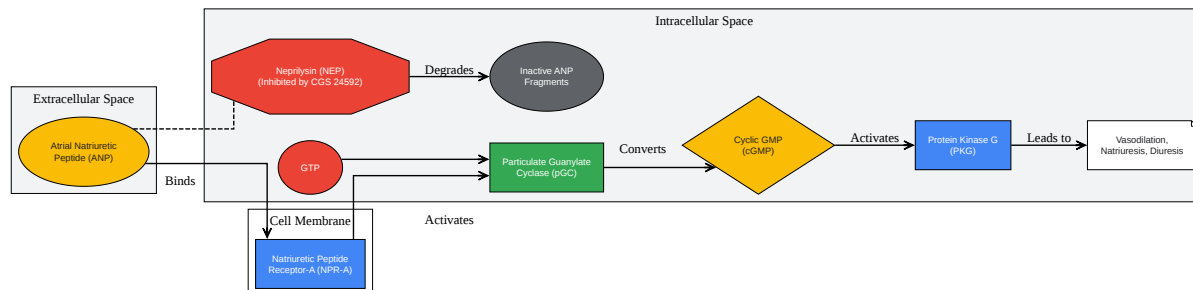 Intracellular Space
Neprilysin (NEP)
(Inhibited by CGS 24592)
Degrades
Inactive ANP
Fragments
Extracellular Space
Atrial Natriuretic
Peptide (ANP)
Binds
GTP
Particulate Guanylate
Cyclase (pGC)
Converts
Cyclic GMP
(cGMP)
Activates
Protein Kinase G
(PKG)
Leads to
Vasodilation,
Natriuresis, Diuresis
Cell Membrane
Activates
Natriuretic Peptide
Receptor-A (NPR-A)